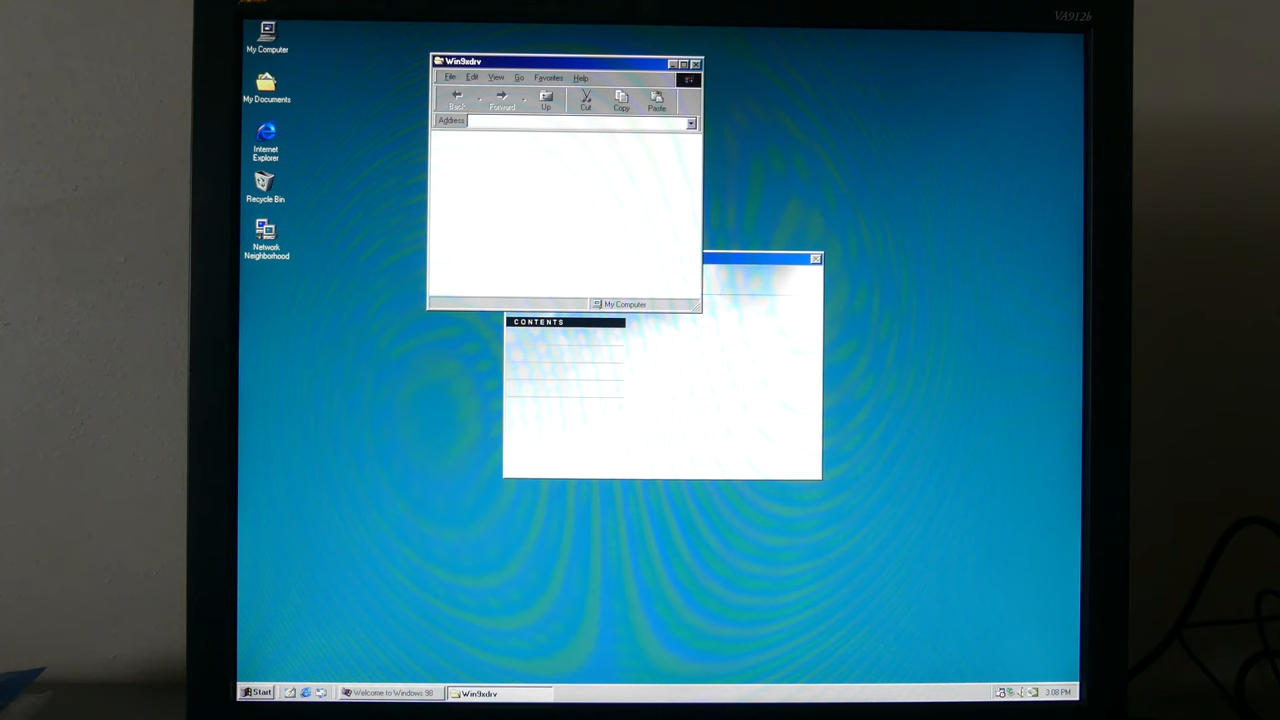 VA912b
My Computer
My Documents
Internet
Explorer
Recycle Bin
Network
Neighborhood
Win9xdrv
File Edit View Go Favorites Help
Back Forward Up Cut Copy Paste
Address
My Computer
CONTENTS
Start Welcome to Windows 98 Win9xdrv 3:08 PM